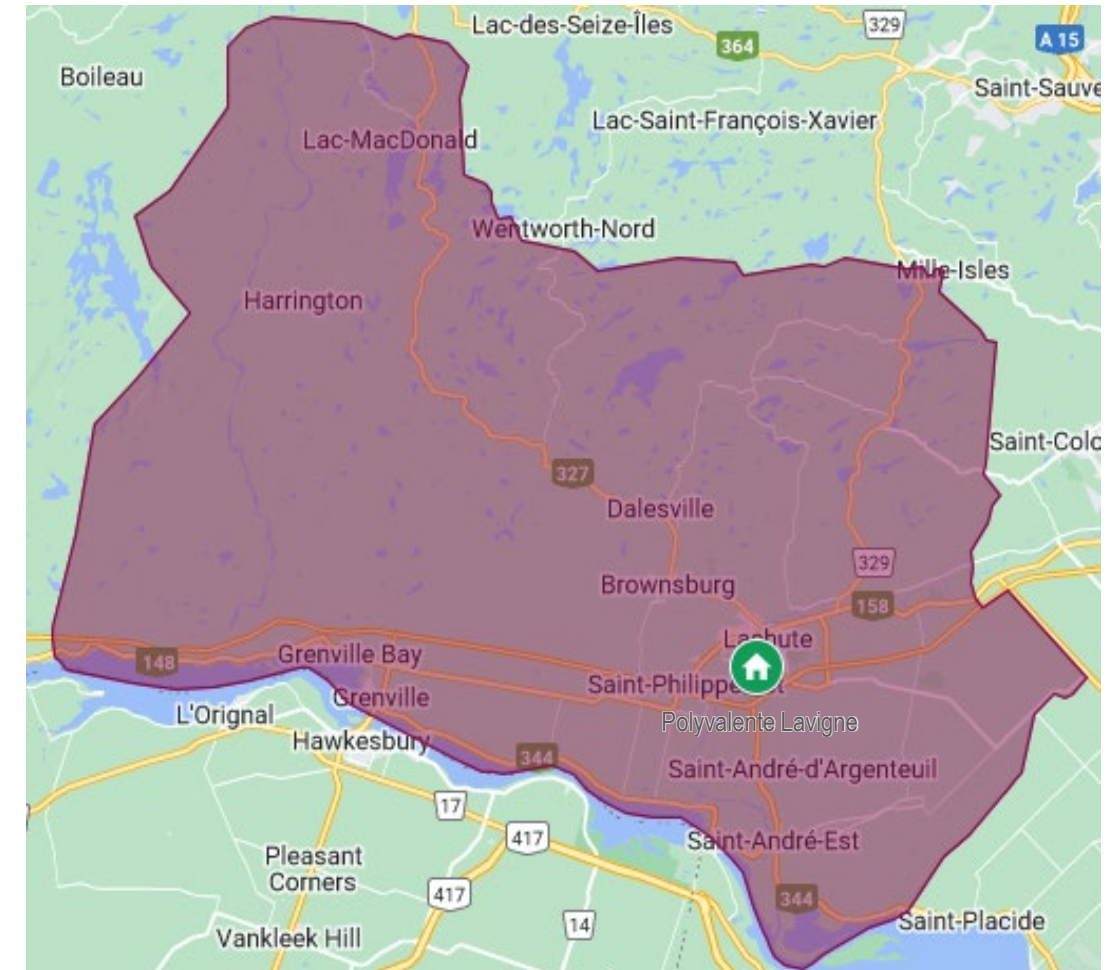 Lac-des-Seize-Îles
329
364
A 15
Boileau
Saint-Sauve
Lac-Saint-François-Xavier
Lac-MacDonald
Wentworth-Nord
Mille-Isles
Harrington
Saint-Colo
327
Dalesville
329
Brownsburg
158
Lachute
148
Grenville Bay
Saint-Philippe
Grenville
L'Orignal
Polyvalente Lavigne
Hawkesbury
344
Saint-André-d'Argenteuil
17
417
Saint-André-Est
Pleasant
Corners
417
344
14
Saint-Placide
Vankleek Hill